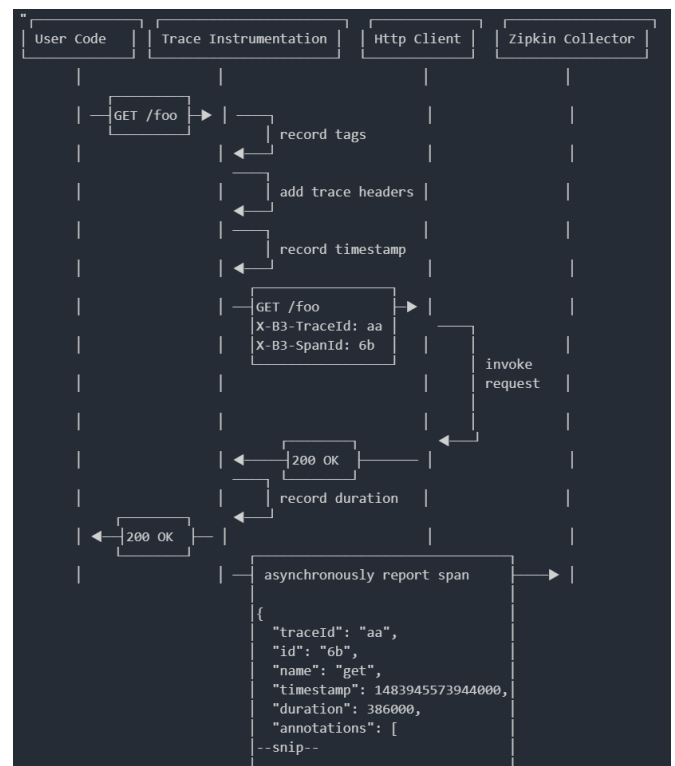 "
User Code Trace Instrumentation Http Client Zipkin Collector
GET /foo
record tags
add trace headers
record timestamp
GET /foo
X-B3-TraceId: aa
X-B3-SpanId: 6b
invoke
request
200 OK
record duration
200 OK
asynchronously report span
{
"traceId": "aa",
"id": "6b",
"name": "get",
"timestamp": 1483945573944000,
"duration": 386000,
"annotations": [
--snip--